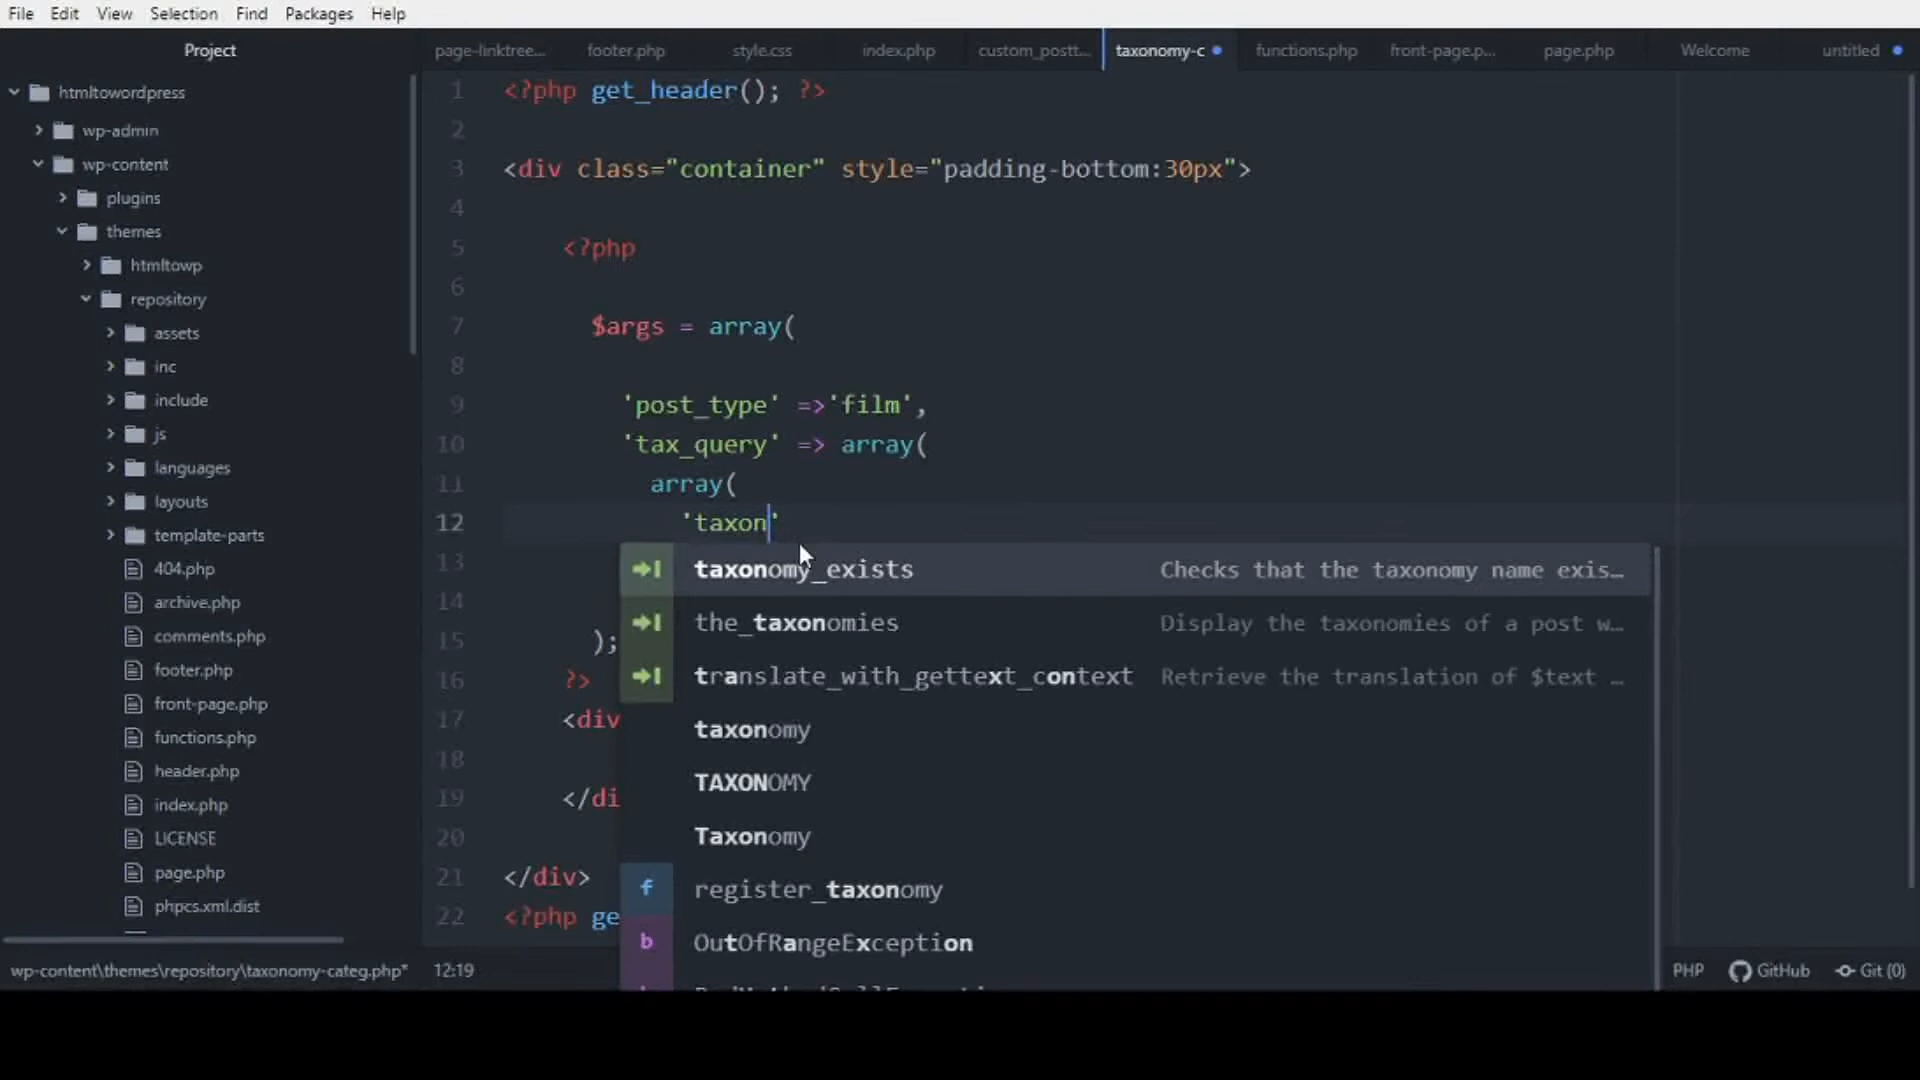 File Edit View Selection Find Packages Help
Project
page-linktree... footer.php style.css index.php custom_postt... taxonomy-c functions.php front-page.p... page.php Welcome untitled
htmltowordpress
wp-admin
wp-content
plugins
themes
htmltowp
repository
assets
inc
include
js
languages
layouts
template-parts
404.php
archive.php
comments.php
footer.php
front-page.php
functions.php
header.php
index.php
LICENSE
page.php
phpcs.xml.dist
1 <?php get_header(); ?>
2
3 <div class="container" style="padding-bottom:30px">
4
5 <?php
6
7 $args = array(
8
9 'post_type' =>'film',
10 'tax_query' => array(
11 array(
12 'taxon'
13
14
15 );
16 ?>
17 <div
18
19 </di
20
21 </div>
22 <?php ge
taxonomy_exists Checks that the taxonomy name exis...
the_taxonomies Display the taxonomies of a post w...
translate_with_gettext_context Retrieve the translation of $text ...
taxonomy
TAXONOMY
Taxonomy
f register_taxonomy
b OutOfRangeException
wp-content\themes\repository\taxonomy-categ.php* 12:19 PHP GitHub Git (0)